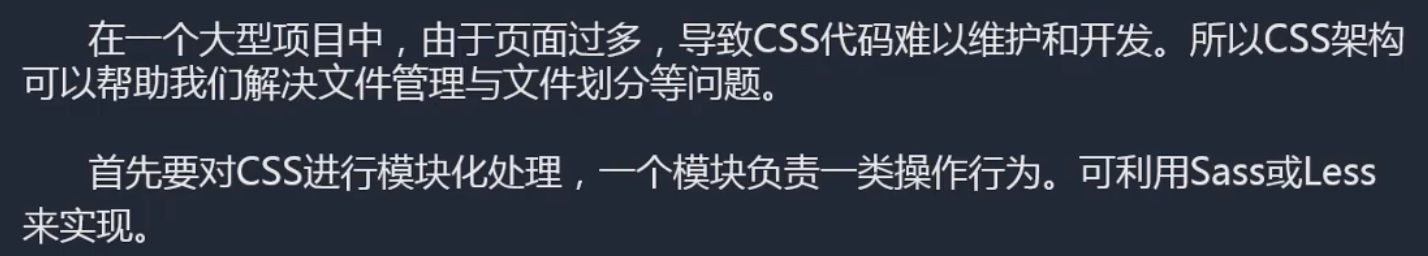 在一个大型项目中，由于页面过多，导致CSS代码难以维护和开发。所以CSS架构
可以帮助我们解决文件管理与文件划分等问题。
首先要对CSS进行模块化处理，一个模块负责一类操作行为。可利用Sass或Less
来实现。